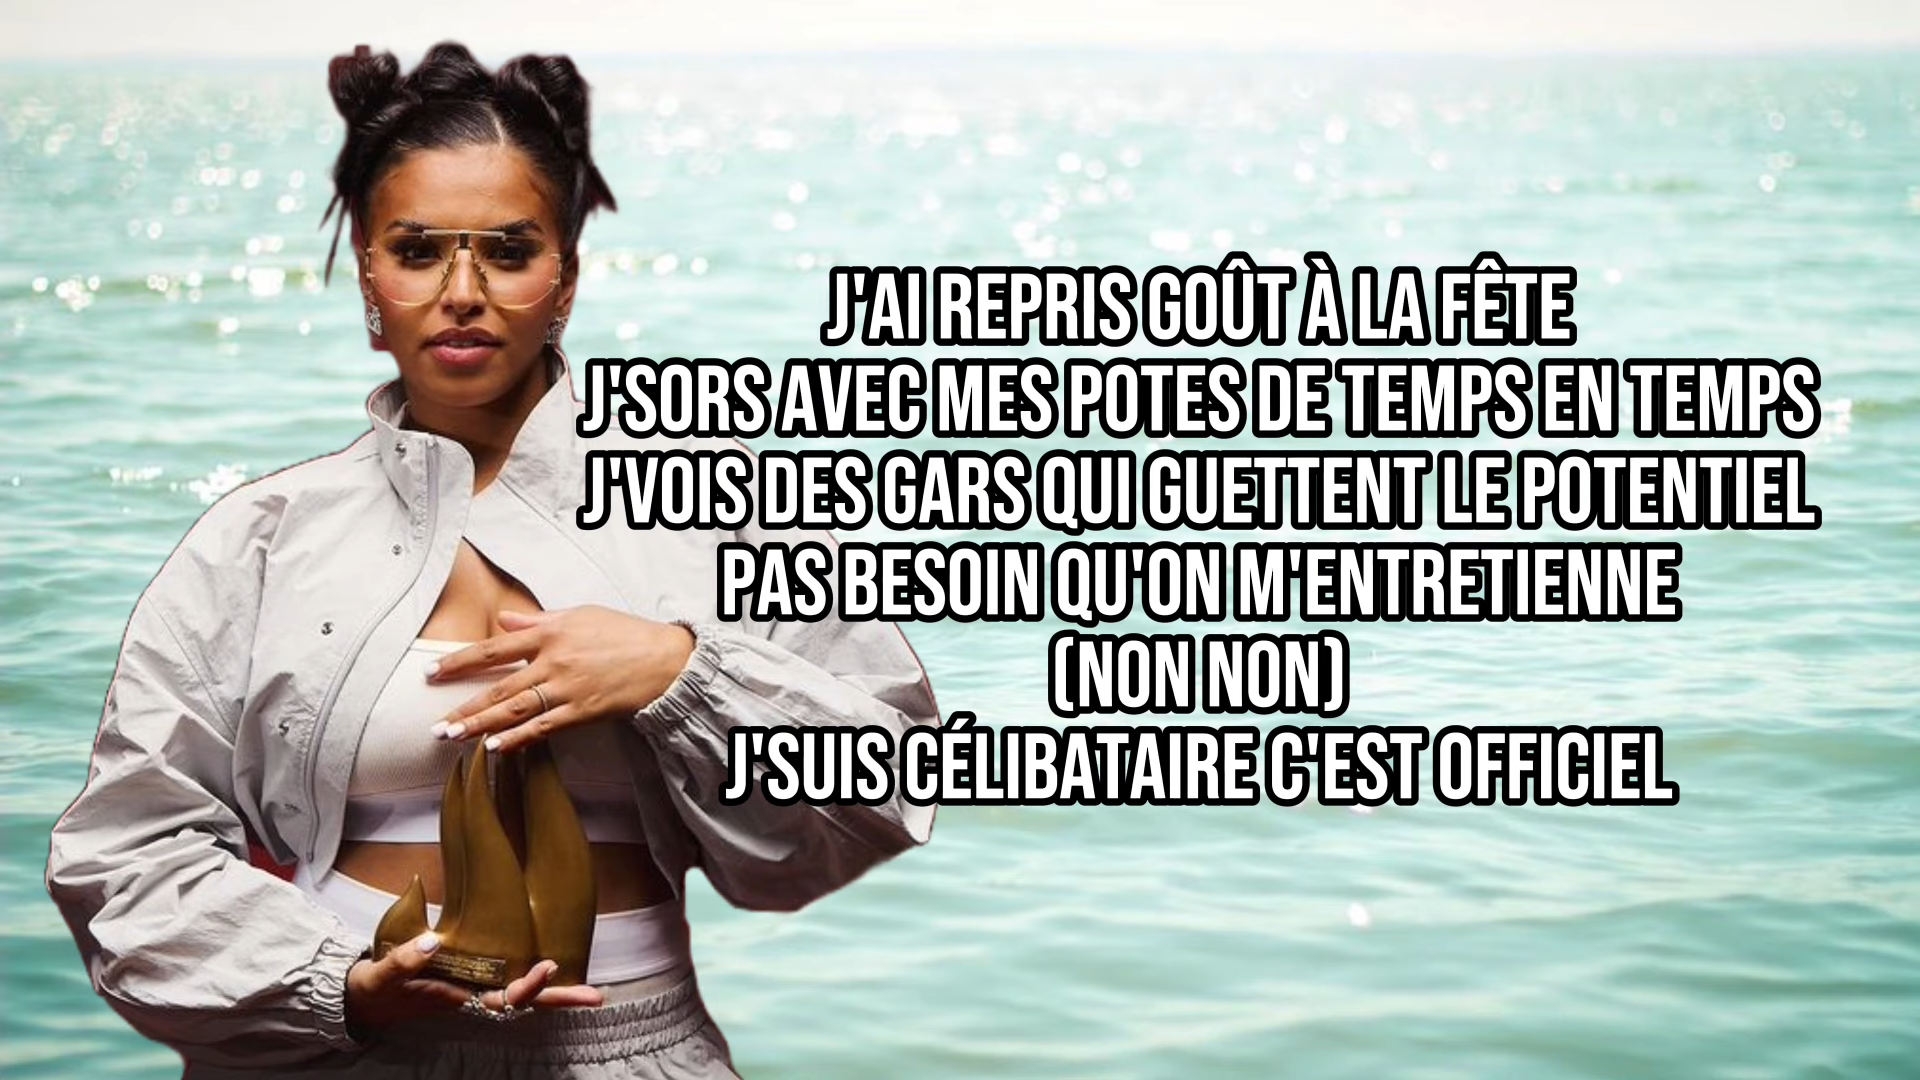 J'AI REPRIS GOÛT À LA FÊTE
J'SORS AVEC MES POTES DE TEMPS EN TEMPS
J'VOIS DES GARS QUI GUETTENT LE POTENTIEL
PAS BESOIN QU'ON M'ENTRETIENNE
(NON NON)
J'SUIS CÉLIBATAIRE C'EST OFFICIEL